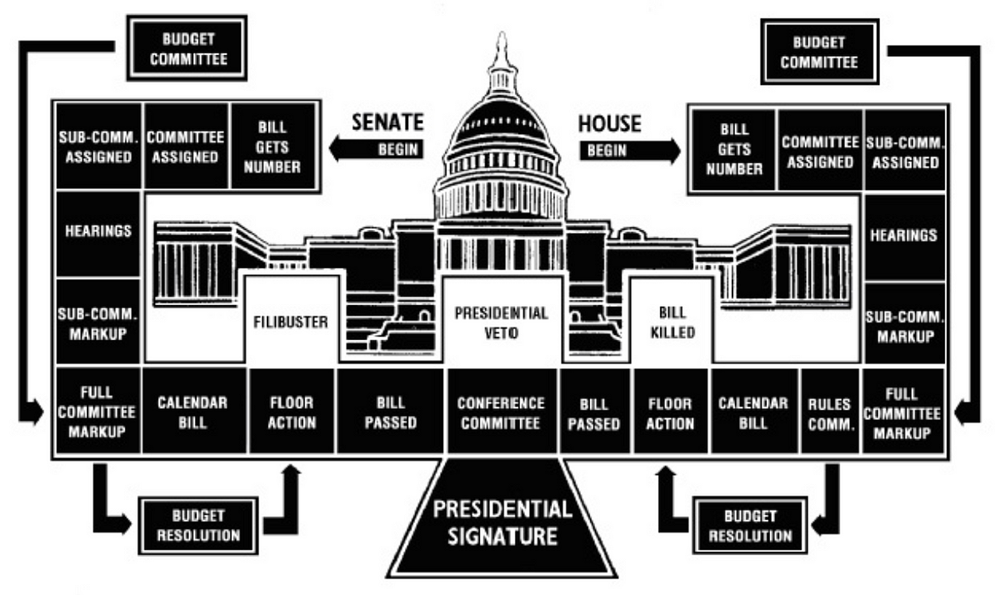 BUDGET
COMMITTEE
BUDGET
COMMITTEE
SENATE
BEGIN
HOUSE
BEGIN
SUB-COMM.
ASSIGNED
COMMITTEE
ASSIGNED
BILL
GETS
NUMBER
BILL
GETS
NUMBER
COMMITTEE
ASSIGNED
SUB-COMM.
ASSIGNED
HEARINGS
HEARINGS
SUB-COMM.
MARKUP
FILIBUSTER
PRESIDENTIAL
VETO
BILL
KILLED
SUB-COMM.
MARKUP
FULL
COMMITTEE
MARKUP
CALENDAR
BILL
FLOOR
ACTION
BILL
PASSED
CONFERENCE
COMMITTEE
BILL
PASSED
FLOOR
ACTION
CALENDAR
BILL
RULES
COMM.
FULL
COMMITTEE
MARKUP
BUDGET
RESOLUTION
PRESIDENTIAL
SIGNATURE
BUDGET
RESOLUTION